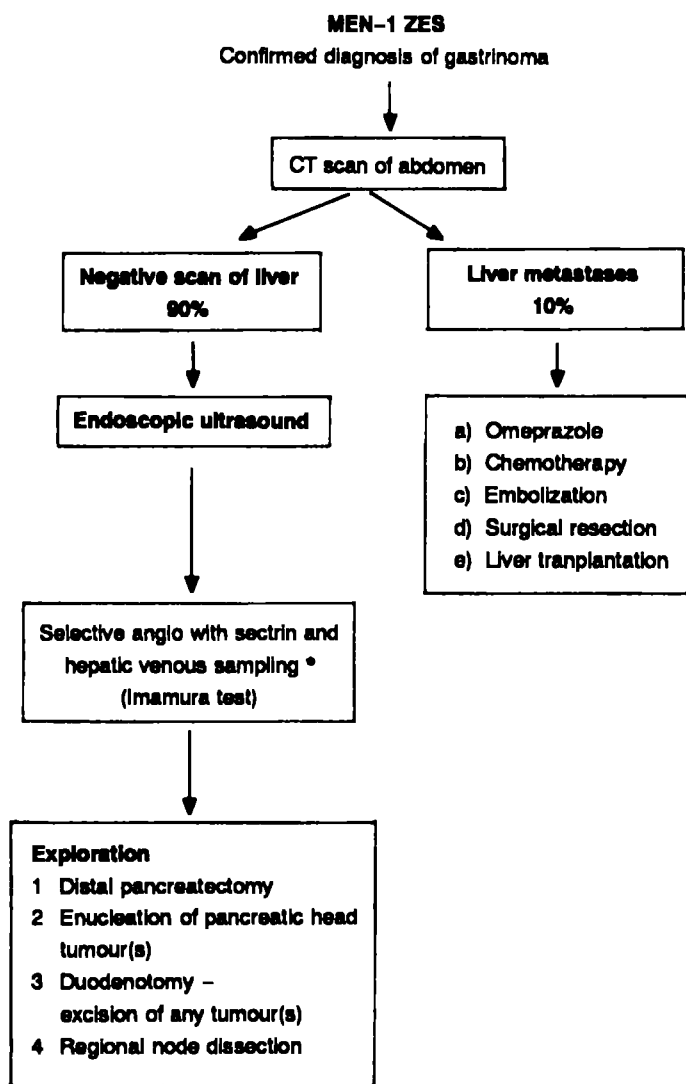 MEN–1 ZES
Confirmed diagnosis of gastrinoma
CT scan of abdomen
Negative scan of liver
90%
Liver metastases
10%
Endoscopic ultrasound
a) Omeprazole
b) Chemotherapy
c) Embolization
d) Surgical resection
e) Liver tranplantation
Selective angio with sectrin and
hepatic venous sampling *
(Imamura test)
Exploration
1 Distal pancreatectomy
2 Enucleation of pancreatic head
tumour(s)
3 Duodenotomy –
excision of any tumour(s)
4 Regional node dissection